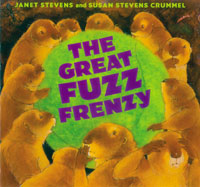 JANET STEVENS and SUSAN STEVENS CRUMMEL
THE
GREAT
FUZZ
FRENZY